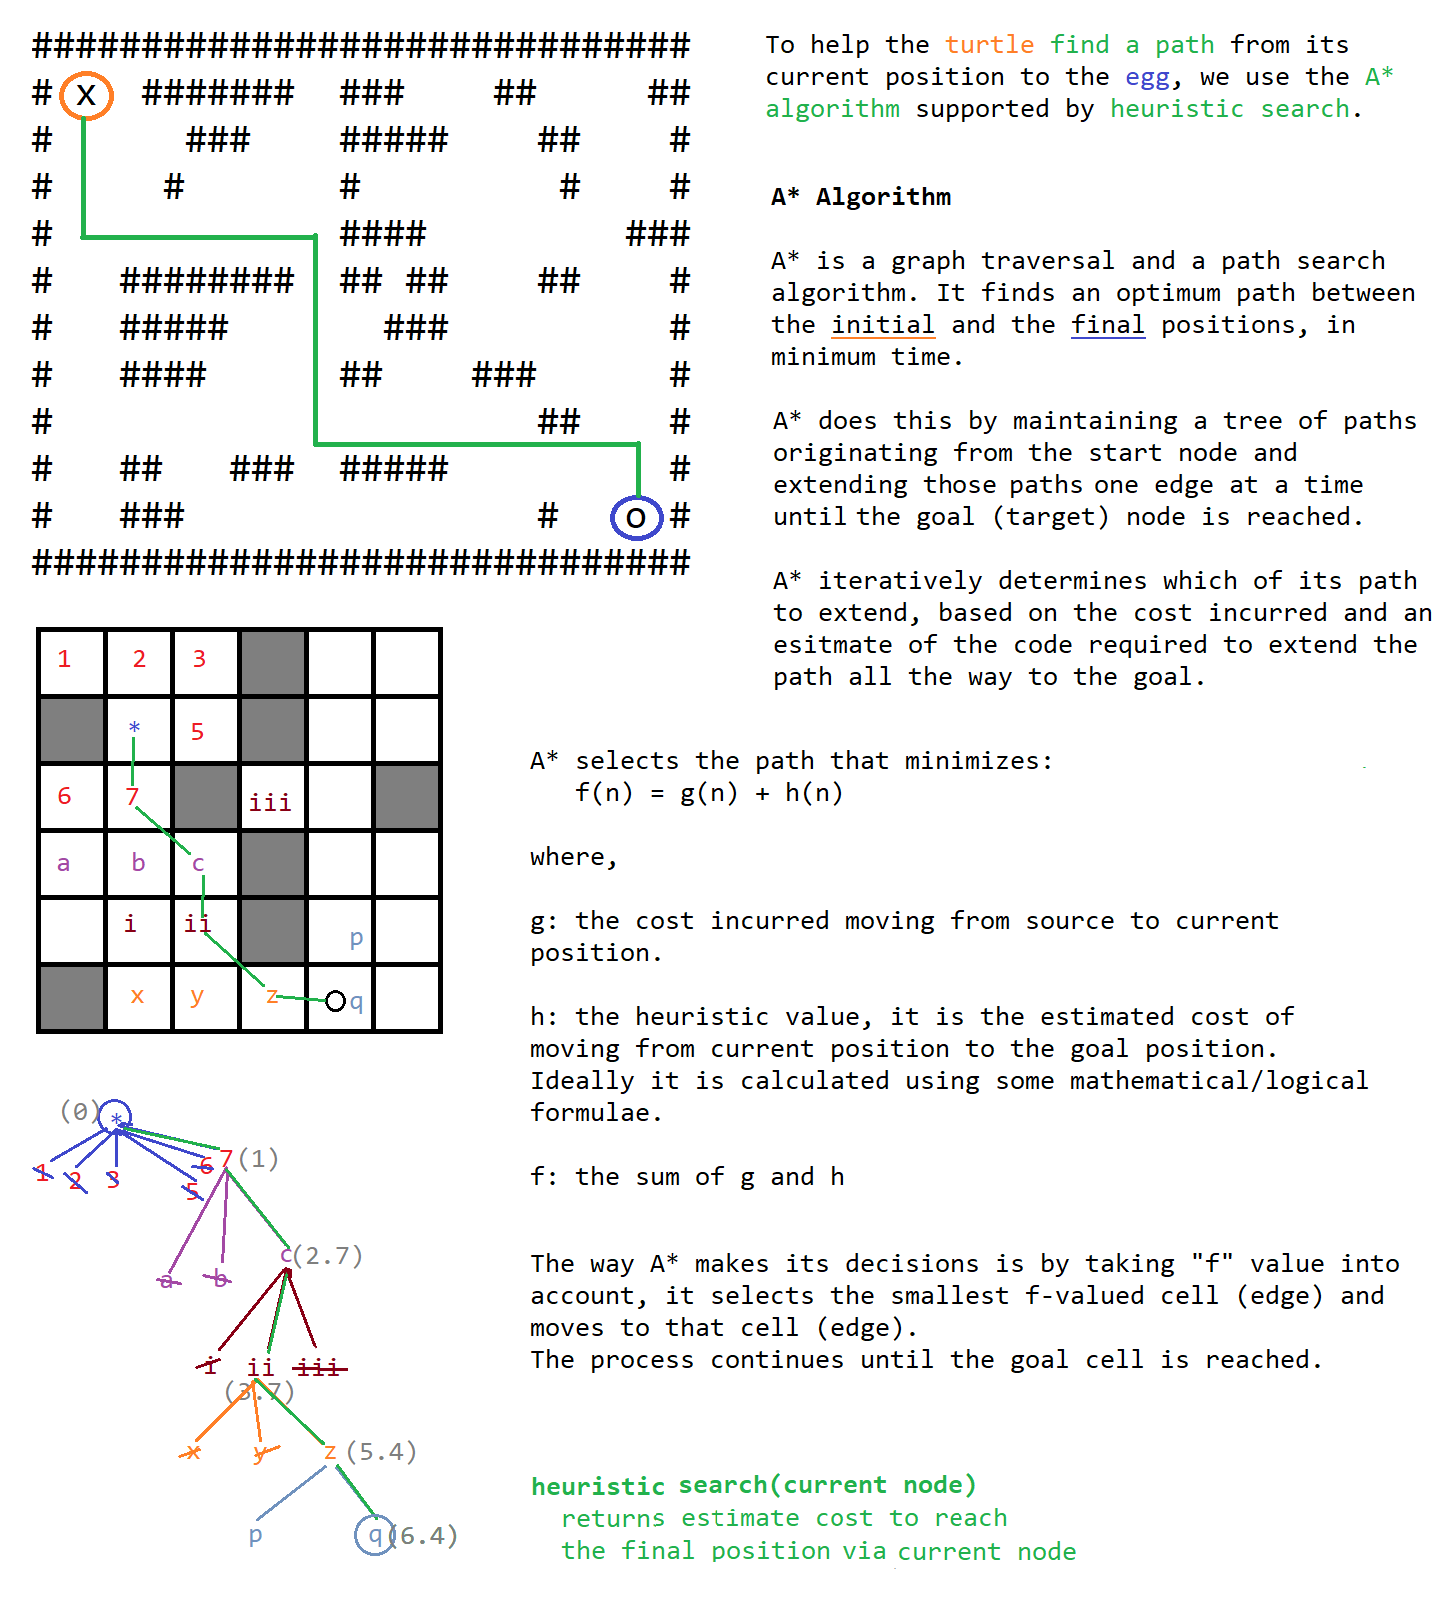 ##############################
# X  #######  ###    ##     ##
#      ###    #####    ##    #
#     #       #         #    #
#             ####         ###
#   ########  ## ##    ##    #
#   #####       ###          #
#   ####      ##    ###      #
#                      ##    #
#   ##   ###  #####          #
#   ###                #   O #
##############################
To help the turtle find a path from its
current position to the egg, we use the A*
algorithm supported by heuristic search.
A* Algorithm
A* is a graph traversal and a path search
algorithm. It finds an optimum path between
the initial and the final positions, in
minimum time.
A* does this by maintaining a tree of paths
originating from the start node and
extending those paths one edge at a time
until the goal (target) node is reached.
A* iteratively determines which of its path
to extend, based on the cost incurred and an
esitmate of the code required to extend the
path all the way to the goal.
1 2 3
* 5
6 7 iii
a b c
i ii p
x y z q
A* selects the path that minimizes:
f(n) = g(n) + h(n)
where,
g: the cost incurred moving from source to current
position.
h: the heuristic value, it is the estimated cost of
moving from current position to the goal position.
Ideally it is calculated using some mathematical/logical
formulae.
f: the sum of g and h
The way A* makes its decisions is by taking "f" value into
account, it selects the smallest f-valued cell (edge) and
moves to that cell (edge).
The process continues until the goal cell is reached.
(0) *
1 2 3 5 6 7 (1)
a b c (2.7)
i ii iii
(3.7)
x y z (5.4)
p q (6.4)
heuristic search(current node)
returns estimate cost to reach
the final position via current node